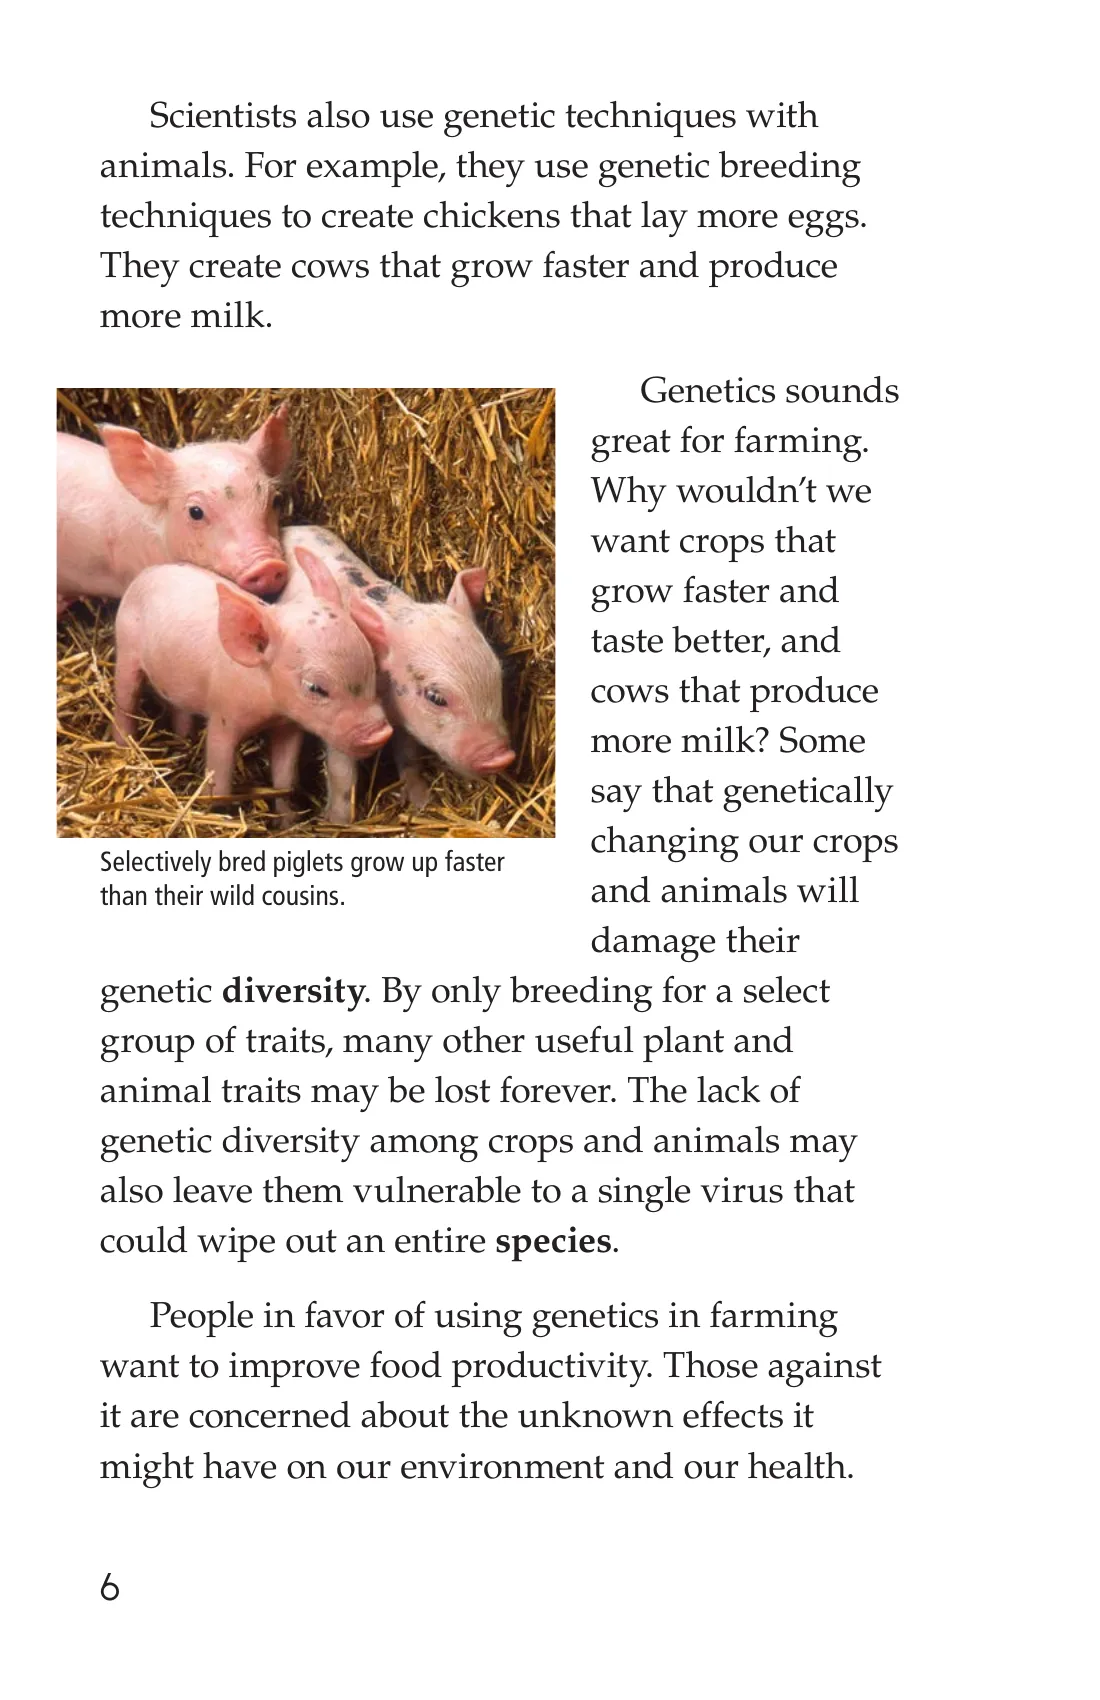 Scientists also use genetic techniques with
animals. For example, they use genetic breeding
techniques to create chickens that lay more eggs.
They create cows that grow faster and produce
more milk.
Selectively bred piglets grow up faster
than their wild cousins.
Genetics sounds
great for farming.
Why wouldn’t we
want crops that
grow faster and
taste better, and
cows that produce
more milk? Some
say that genetically
changing our crops
and animals will
damage their
genetic diversity. By only breeding for a select
group of traits, many other useful plant and
animal traits may be lost forever. The lack of
genetic diversity among crops and animals may
also leave them vulnerable to a single virus that
could wipe out an entire species.
People in favor of using genetics in farming
want to improve food productivity. Those against
it are concerned about the unknown effects it
might have on our environment and our health.
6